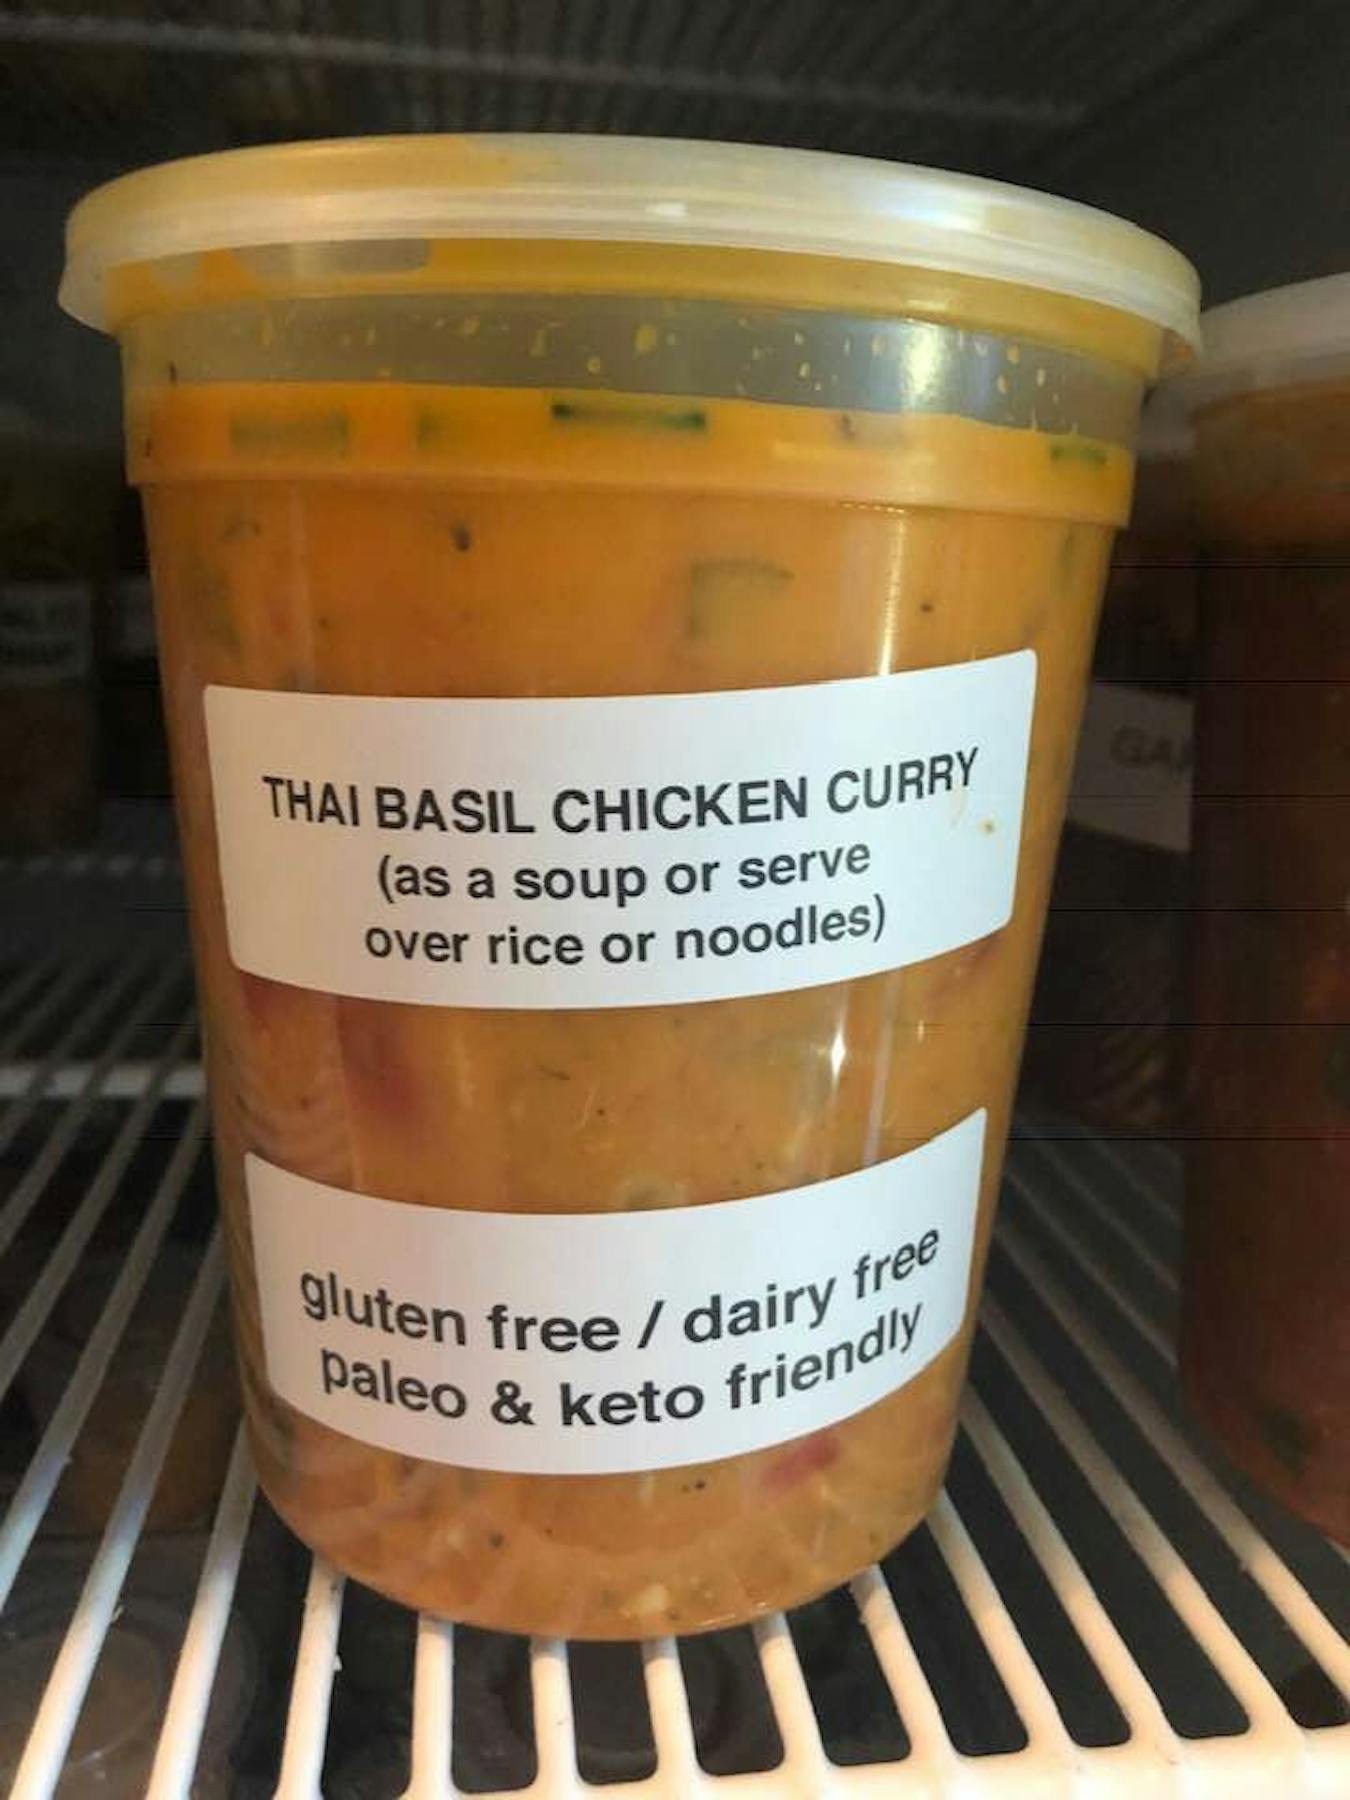 THAI BASIL CHICKEN CURRY
(as a soup or serve
over rice or noodles)
gluten free / dairy free
paleo & keto friendly